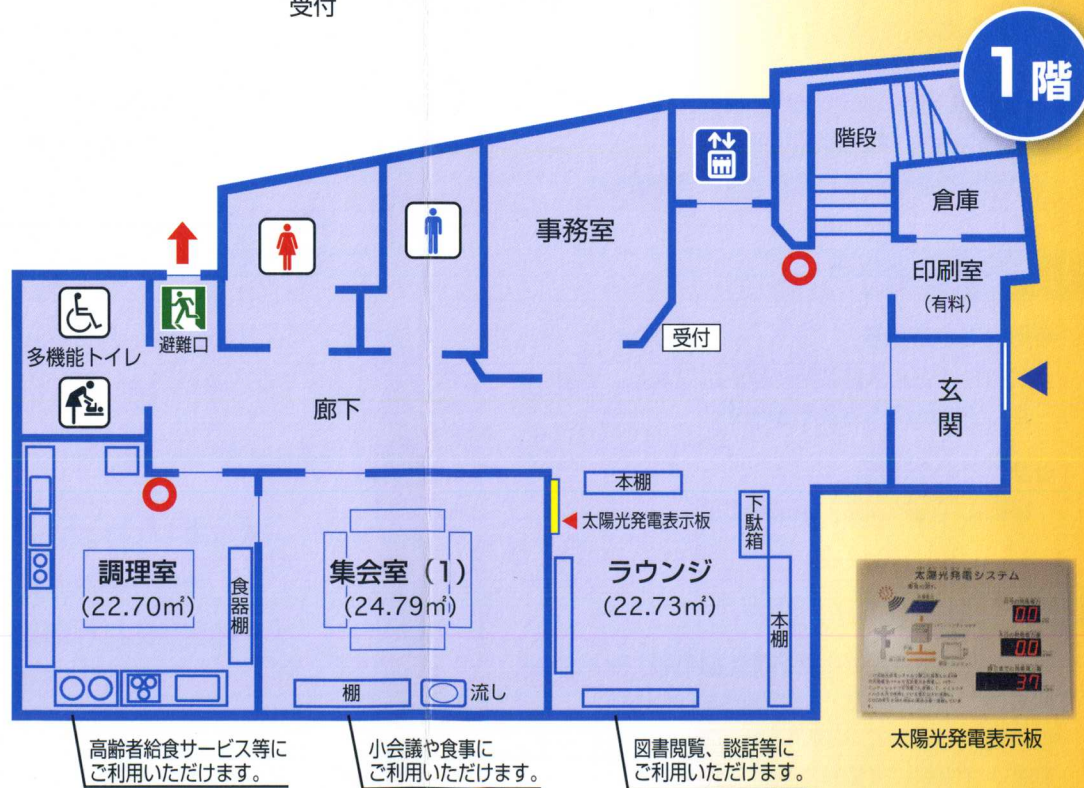 受付
1階
階段
倉庫
事務室
印刷室
(有料)
避難口
多機能トイレ
受付
玄関
廊下
本棚
太陽光発電表示板
下駄箱
調理室
(22.70㎡)
食器棚
集会室(1)
(24.79㎡)
ラウンジ
(22.73㎡)
本棚
棚
流し
太陽光発電システム
0.0
0.0
37
太陽光発電表示板
高齢者給食サービス等に
ご利用いただけます。
小会議や食事に
ご利用いただけます。
図書閲覧、談話等に
ご利用いただけます。